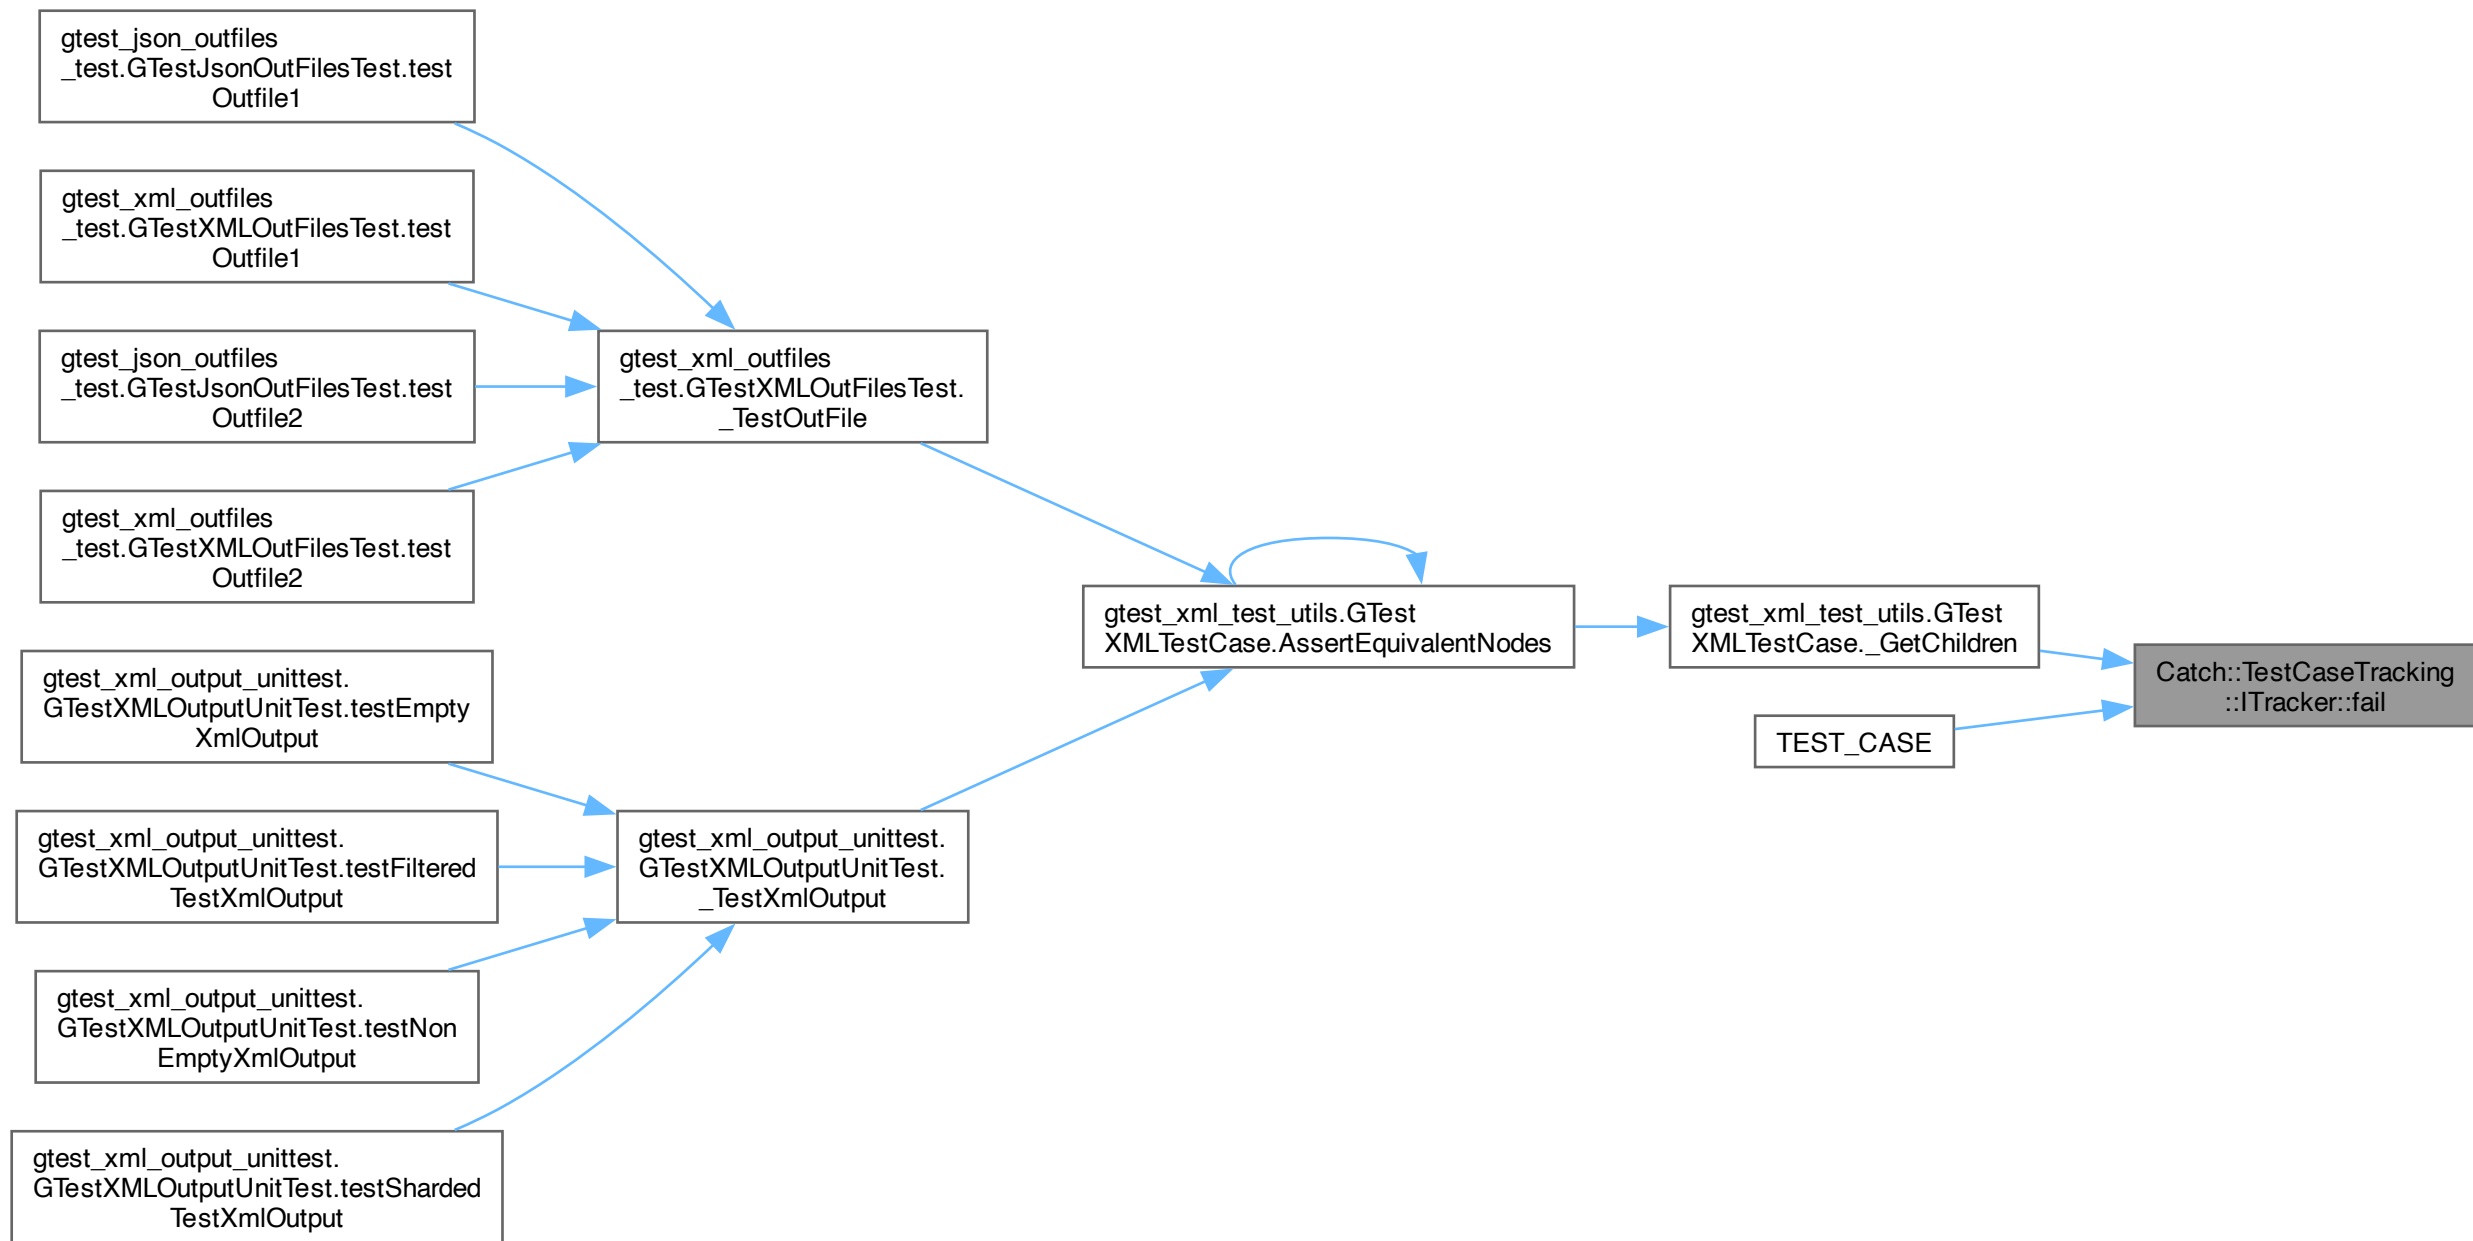 gtest_json_outfiles
_test.GTestJsonOutFilesTest.test
Outfile1
gtest_xml_outfiles
_test.GTestXMLOutFilesTest.test
Outfile1
gtest_json_outfiles
_test.GTestJsonOutFilesTest.test
Outfile2
gtest_xml_outfiles
_test.GTestXMLOutFilesTest.test
Outfile2
gtest_xml_output_unittest.
GTestXMLOutputUnitTest.testEmpty
XmlOutput
gtest_xml_output_unittest.
GTestXMLOutputUnitTest.testFiltered
TestXmlOutput
gtest_xml_output_unittest.
GTestXMLOutputUnitTest.testNon
EmptyXmlOutput
gtest_xml_output_unittest.
GTestXMLOutputUnitTest.testSharded
TestXmlOutput
gtest_xml_outfiles
_test.GTestXMLOutFilesTest.
_TestOutFile
gtest_xml_output_unittest.
GTestXMLOutputUnitTest.
_TestXmlOutput
gtest_xml_test_utils.GTest
XMLTestCase.AssertEquivalentNodes
gtest_xml_test_utils.GTest
XMLTestCase._GetChildren
TEST_CASE
Catch::TestCaseTracking
::ITracker::fail